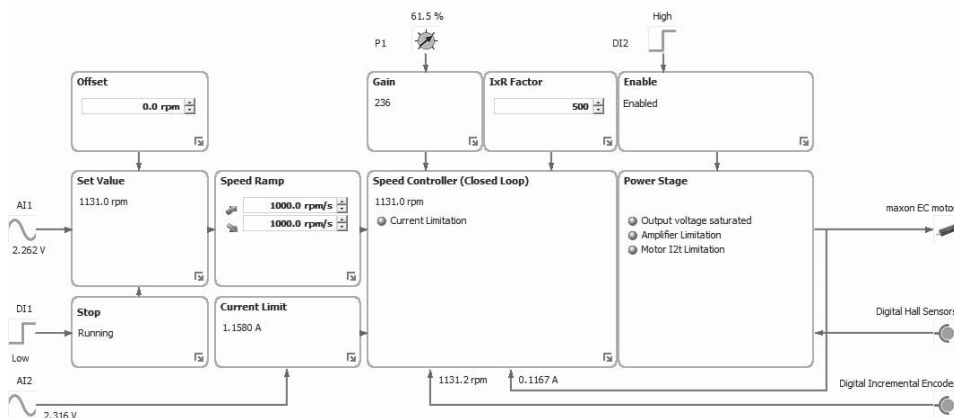 61.5 %
High
P1
DI2
Offset
0.0 rpm
Gain
236
IxR Factor
500
Enable
Enabled
AI1
2.262 V
Set Value
1131.0 rpm
Speed Ramp
1000.0 rpm/s
1000.0 rpm/s
Speed Controller (Closed Loop)
1131.0 rpm
Current Limitation
Power Stage
Output voltage saturated
Amplifier Limitation
Motor I2t Limitation
maxon EC motor
DI1
Low
Stop
Running
Current Limit
1.1580 A
Digital Hall Sensors
AI2
2.316 V
1131.2 rpm
0.1167 A
Digital Incremental Encoder